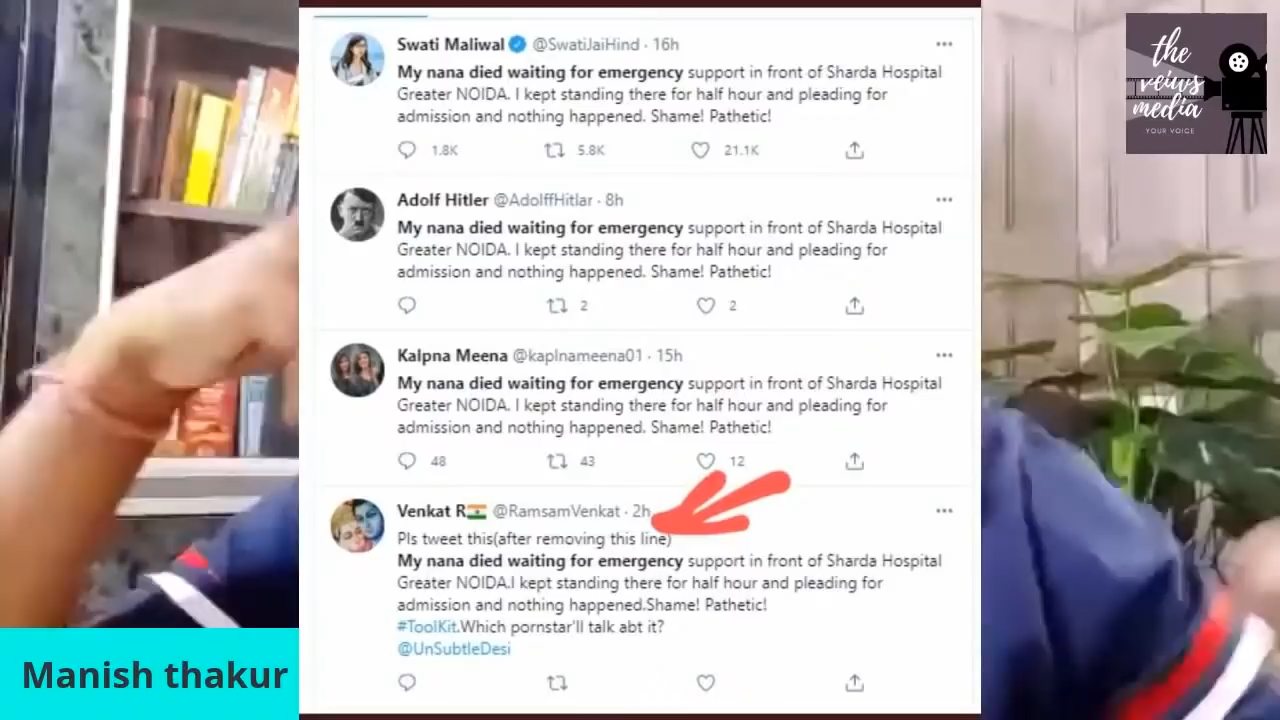 Swati Maliwal @SwatiJaiHind · 16h
My nana died waiting for emergency support in front of Sharda Hospital
Greater NOIDA. I kept standing there for half hour and pleading for
admission and nothing happened. Shame! Pathetic!
1.8K 5.8K 21.1K
Adolf Hitler @AdolffHitlar · 8h
My nana died waiting for emergency support in front of Sharda Hospital
Greater NOIDA. I kept standing there for half hour and pleading for
admission and nothing happened. Shame! Pathetic!
2 2
Kalpna Meena @kaplnameena01 · 15h
My nana died waiting for emergency support in front of Sharda Hospital
Greater NOIDA. I kept standing there for half hour and pleading for
admission and nothing happened. Shame! Pathetic!
48 43 12
Venkat R @RamsamVenkat · 2h
Pls tweet this(after removing this line)
My nana died waiting for emergency support in front of Sharda Hospital
Greater NOIDA.I kept standing there for half hour and pleading for
admission and nothing happened.Shame! Pathetic!
#ToolKit.Which pornstar'll talk abt it?
@UnSubtleDesi
the
veiws
media
YOUR VOICE
Manish thakur